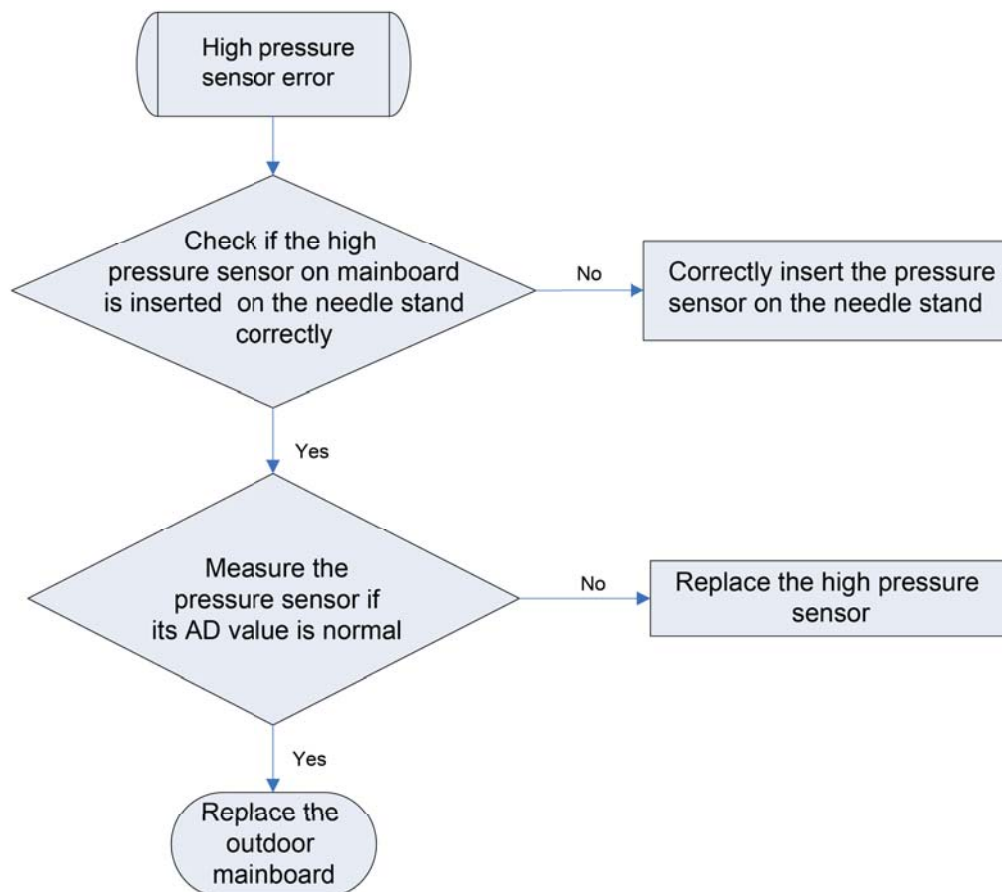 High pressure
sensor error
Check if the high
pressure sensor on mainboard
is inserted on the needle stand
correctly
No
Correctly insert the pressure
sensor on the needle stand
Yes
Measure the
pressure sensor if
its AD value is normal
No
Replace the high pressure
sensor
Yes
Replace the
outdoor
mainboard